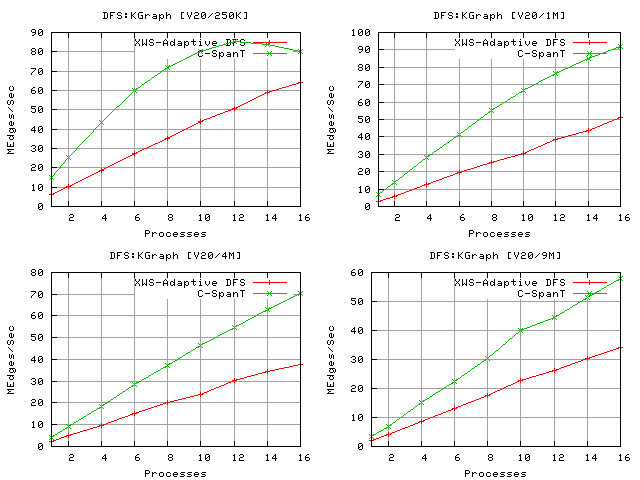 DFS:KGraph [V20/250K]
MEdges/Sec
90
80
70
60
50
40
30
20
10
0
XWS-Adaptive DFS
C-SpanT
2 4 6 8 10 12 14 16
Processes
DFS:KGraph [V20/1M]
MEdges/Sec
100
90
80
70
60
50
40
30
20
10
0
XWS-Adaptive DFS
C-SpanT
2 4 6 8 10 12 14 16
Processes
DFS:KGraph [V20/4M]
MEdges/Sec
80
70
60
50
40
30
20
10
0
XWS-Adaptive DFS
C-SpanT
2 4 6 8 10 12 14 16
Processes
DFS:KGraph [V20/9M]
MEdges/Sec
60
50
40
30
20
10
0
XWS-Adaptive DFS
C-SpanT
2 4 6 8 10 12 14 16
Processes